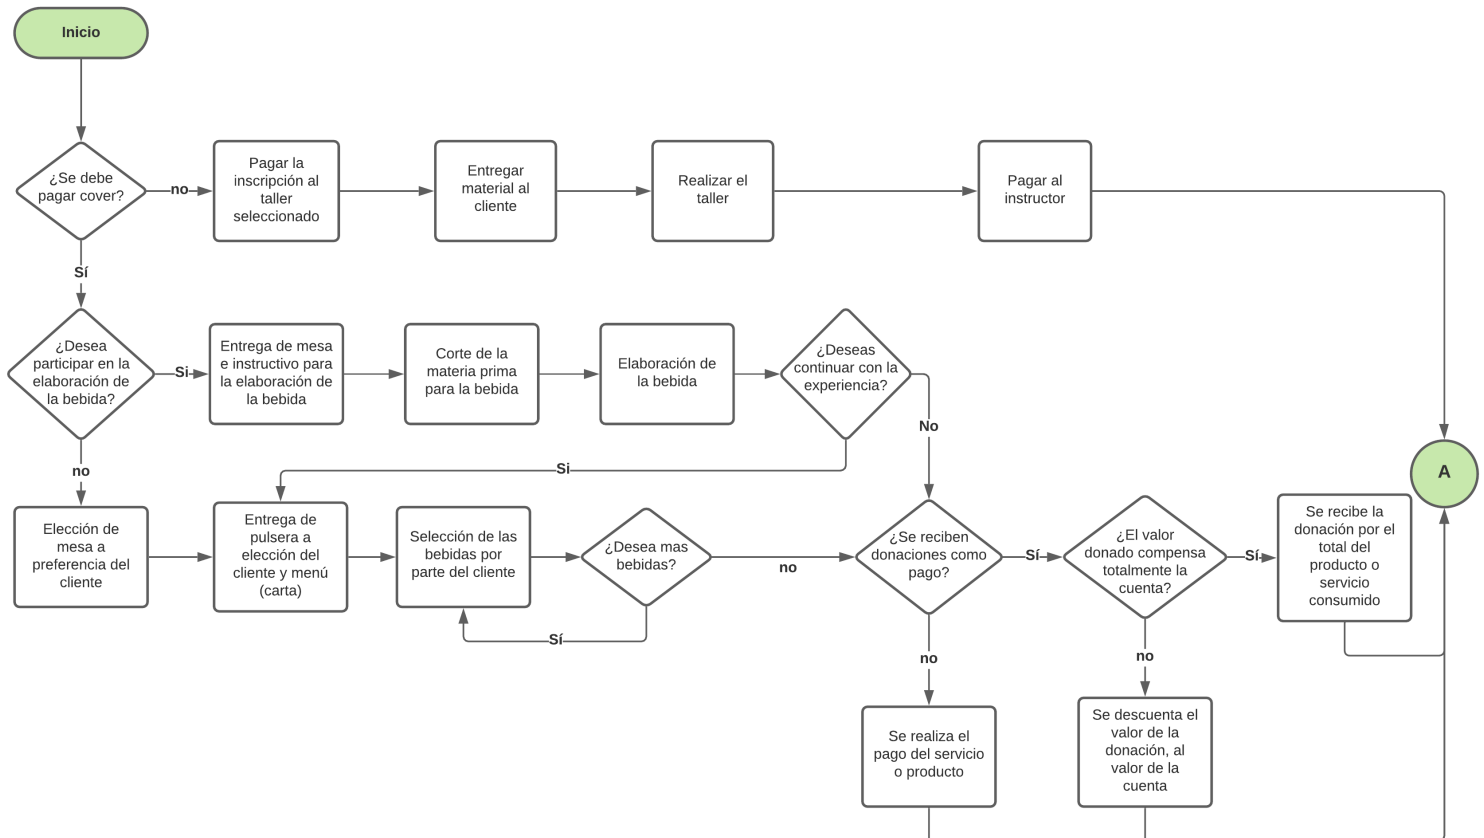 Inicio
¿Se debe
pagar cover?
no
Pagar la
inscripción al
taller
seleccionado
Entregar
material al
cliente
Realizar el
taller
Pagar al
instructor
Sí
¿Desea
participar en la
elaboración de
la bebida?
Si
Entrega de mesa
e instructivo para
la elaboración de
la bebida
Corte de la
materia prima
para la bebida
Elaboración de
la bebida
¿Deseas
continuar con la
experiencia?
No
Si
no
A
Elección de
mesa a
preferencia del
cliente
Entrega de
pulsera a
elección del
cliente y menú
(carta)
Selección de las
bebidas por
parte del cliente
¿Desea mas
bebidas?
no
Sí
¿Se reciben
donaciones como
pago?
Sí
¿El valor
donado compensa
totalmente la
cuenta?
Sí
Se recibe la
donación por el
total del
producto o
servicio
consumido
no
no
Se realiza el
pago del servicio
o producto
Se descuenta el
valor de la
donación, al
valor de la
cuenta